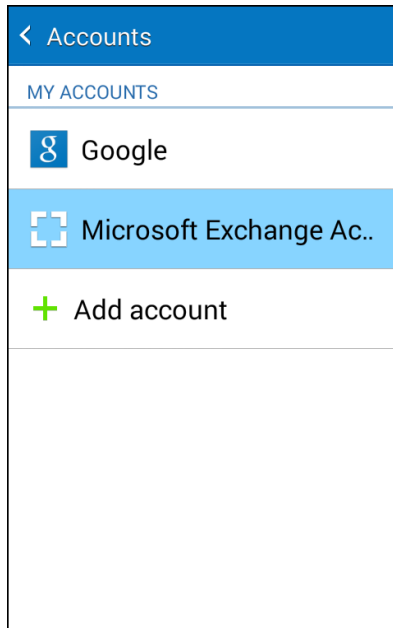 Accounts
MY ACCOUNTS
g Google
Microsoft Exchange Ac..
Add account